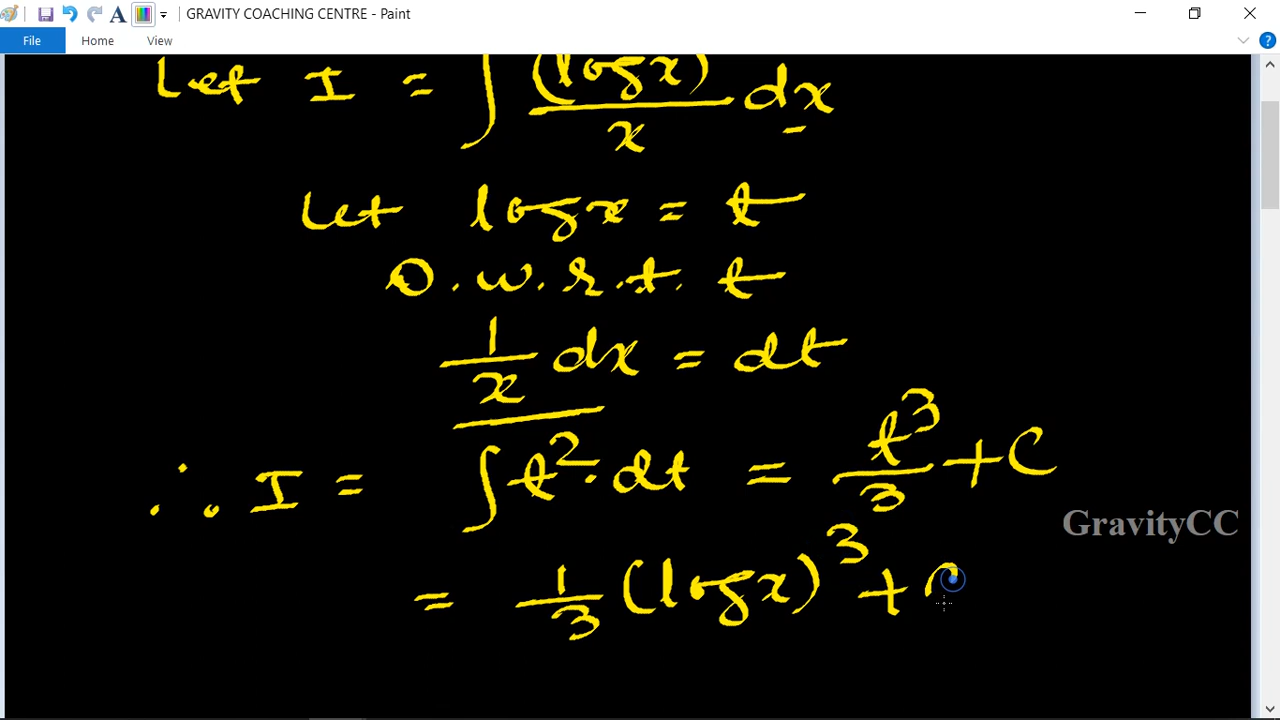 GRAVITY COACHING CENTRE - Paint
File Home View
Let I = ∫ (logx)/x dx
Let logx = t
D.w.r.t. t
1/x dx = dt
∴ I = ∫ t². dt = t³/3 + C
GravityCC
= 1/3 (logx)³ +